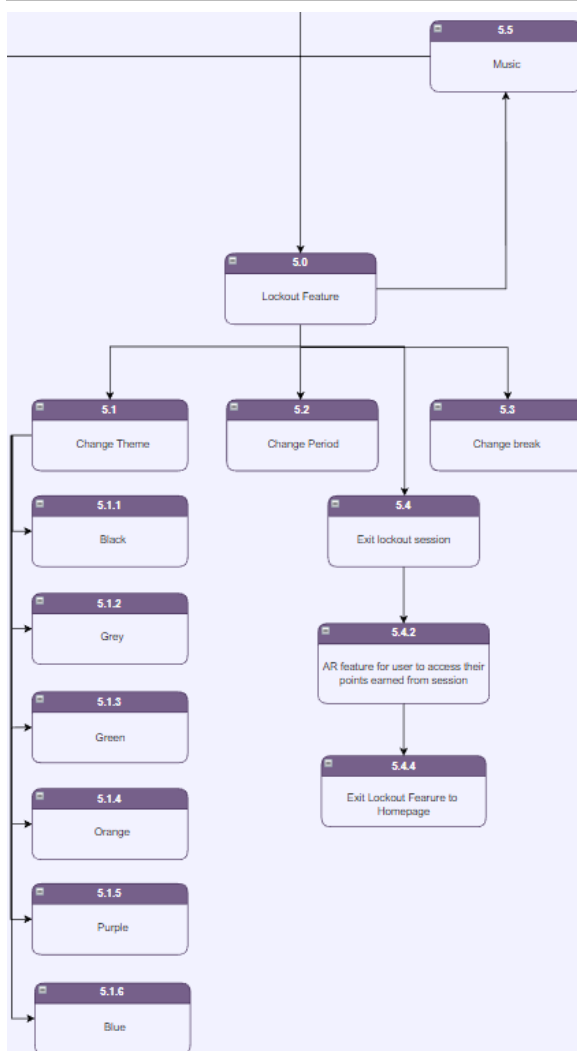 5.5
Music
5.0
Lockout Feature
5.1
Change Theme
5.2
Change Period
5.3
Change break
5.1.1
Black
5.4
Exit lockout session
5.1.2
Grey
5.4.2
AR feature for user to access their
points earned from session
5.1.3
Green
5.4.4
Exit Lockout Fearure to
Homepage
5.1.4
Orange
5.1.5
Purple
5.1.6
Blue